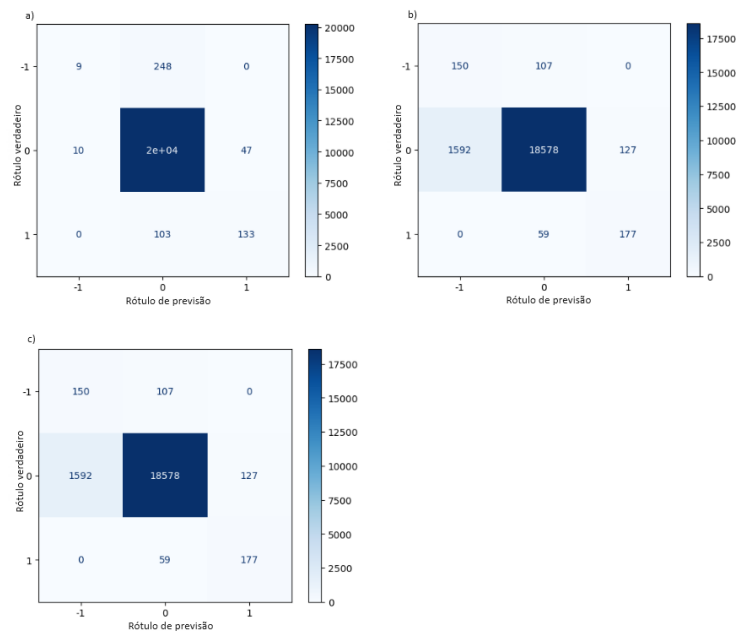 a)
20000
17500
15000
12500
10000
7500
5000
2500
0
-1
0
1
Rótulo verdadeiro
9 248 0
10 2e+04 47
0 103 133
-1 0 1
Rótulo de previsão
b)
17500
15000
12500
10000
7500
5000
2500
0
-1
0
1
Rótulo verdadeiro
150 107 0
1592 18578 127
0 59 177
-1 0 1
Rótulo de previsão
c)
17500
15000
12500
10000
7500
5000
2500
0
-1
0
1
Rótulo verdadeiro
150 107 0
1592 18578 127
0 59 177
-1 0 1
Rótulo de previsão